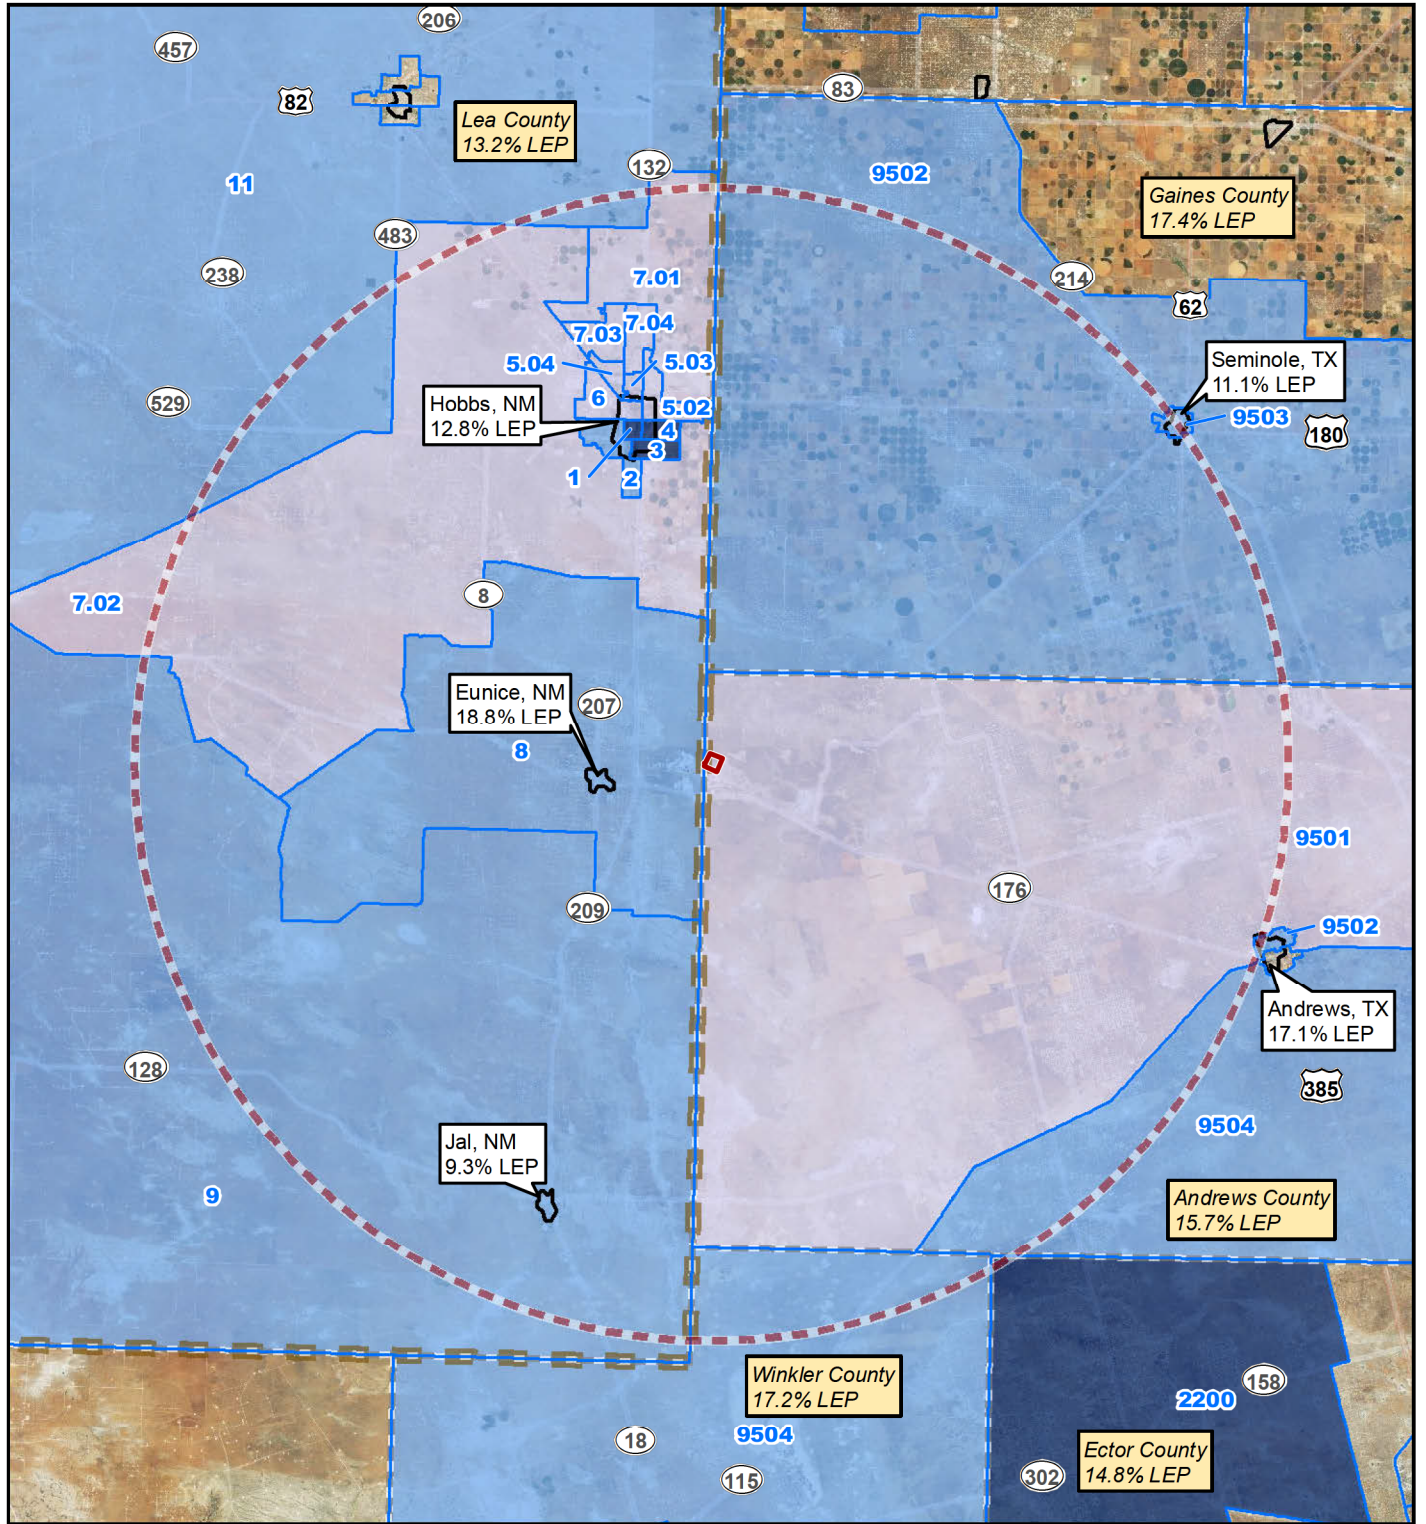 206
457
82
83
Lea County
13.2% LEP
132
9502
11
Gaines County
17.4% LEP
483
238
7.01
214
62
7.04
7.03
5.04
5.03
Seminole, TX
11.1% LEP
529
Hobbs, NM
12.8% LEP
6
5.02
9503
180
4
3
1
2
7.02
8
Eunice, NM
18.8% LEP
207
8
9501
176
209
9502
Andrews, TX
17.1% LEP
128
385
9504
Jal, NM
9.3% LEP
9
Andrews County
15.7% LEP
Winkler County
17.2% LEP
158
2200
18
9504
Ector County
14.8% LEP
115
302